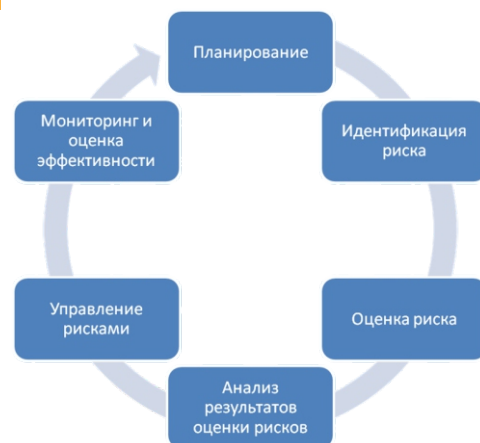 Планирование
Идентификация
риска
Оценка риска
Анализ
результатов
оценки рисков
Управление
рисками
Мониторинг и
оценка
эффективности